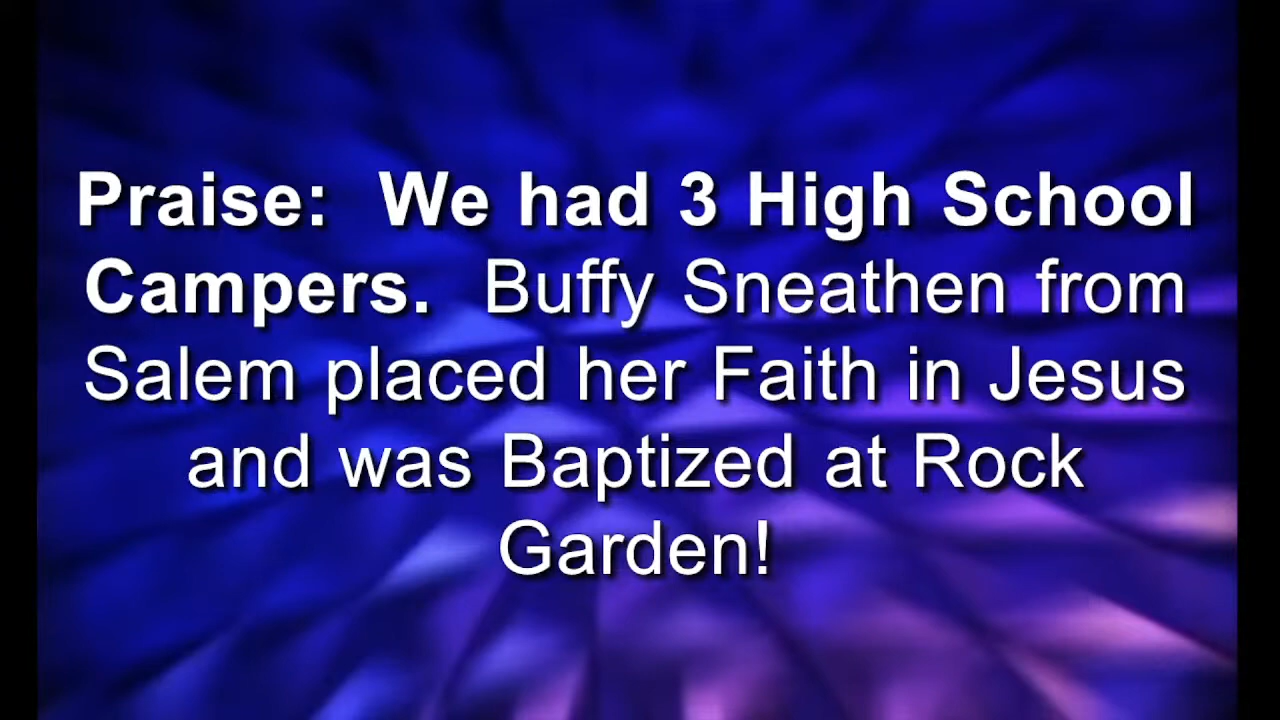 Praise:  We had 3 High School
Campers.  Buffy Sneathen from
Salem placed her Faith in Jesus
and was Baptized at Rock
Garden!